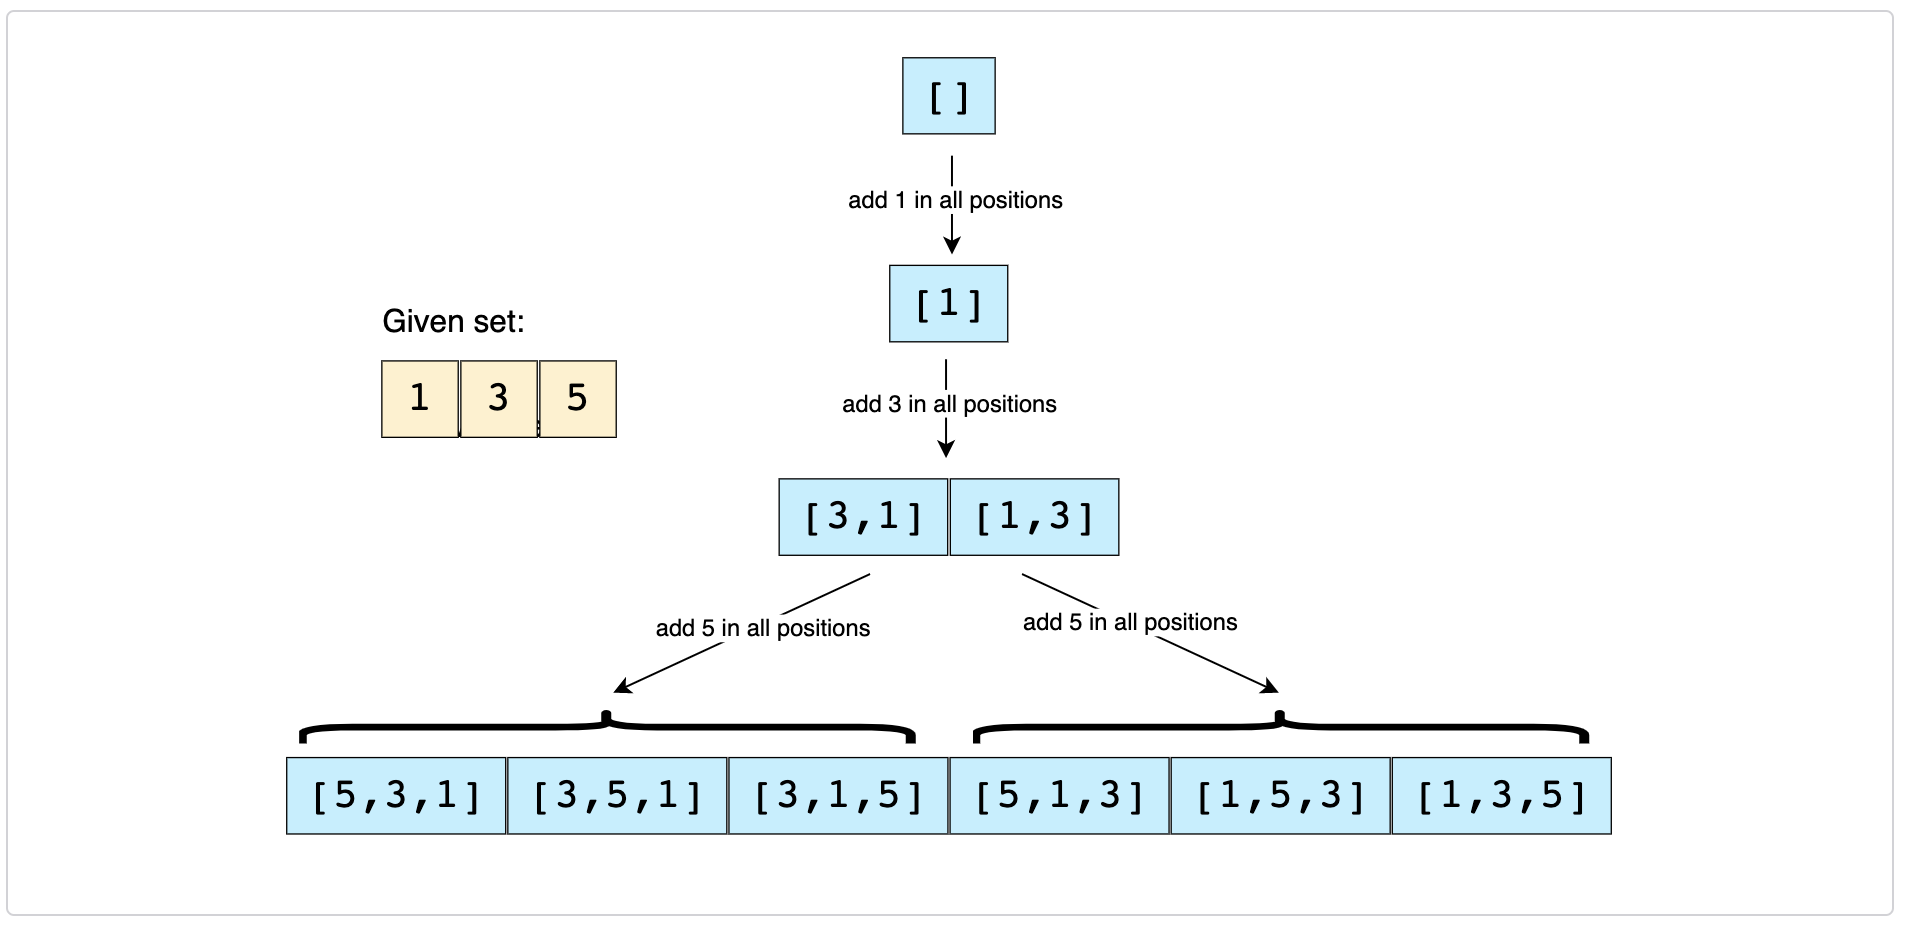 [ ]
add 1 in all positions
[1]
Given set:
1 3 5
add 3 in all positions
[3,1] [1,3]
add 5 in all positions
add 5 in all positions
[5,3,1] [3,5,1] [3,1,5] [5,1,3] [1,5,3] [1,3,5]